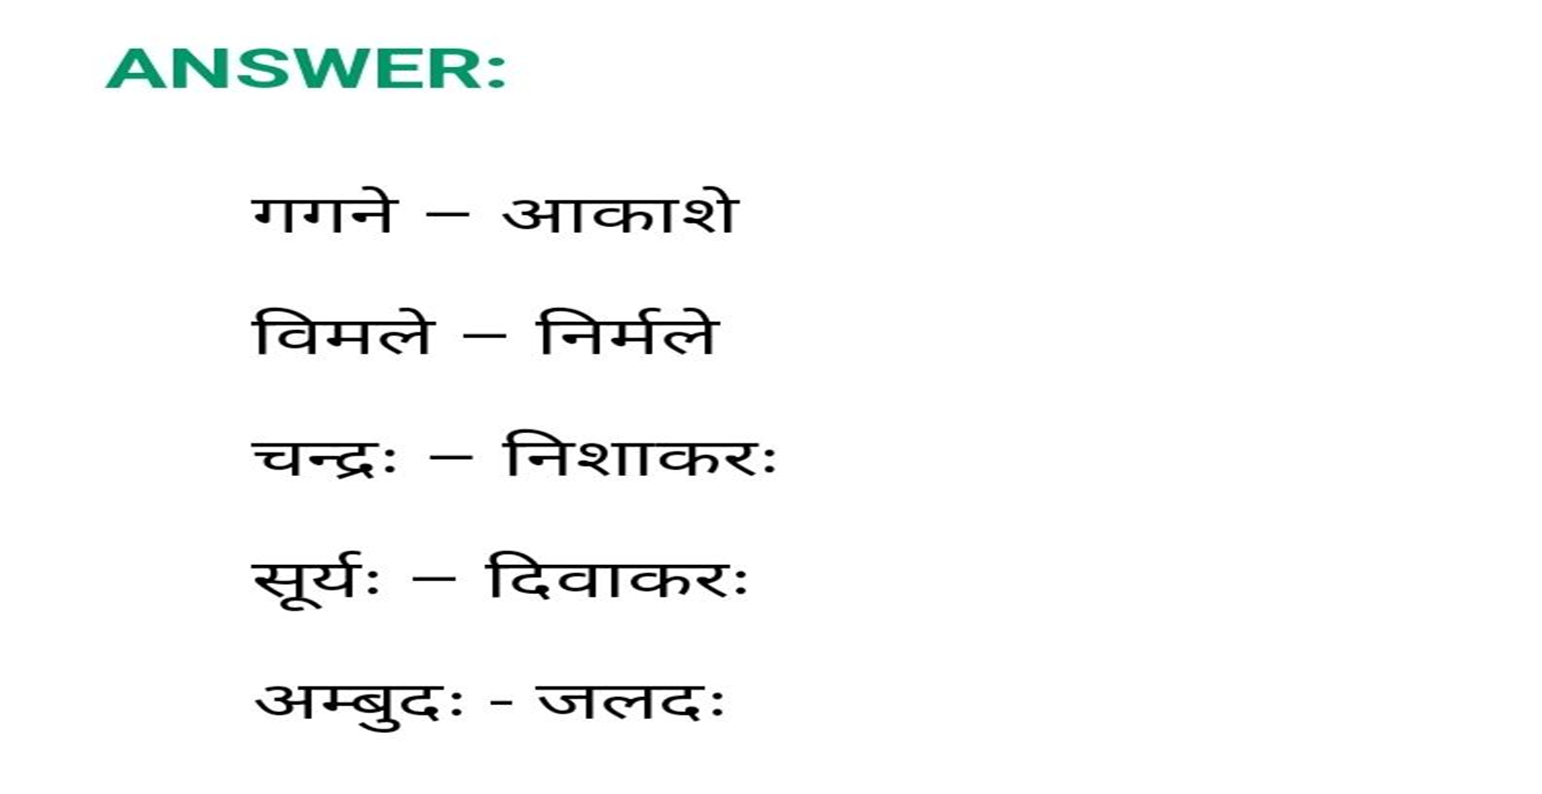 ANSWER:
गगने – आकाशे
विमले – निर्मले
चन्द्रः – निशाकरः
सूर्यः – दिवाकरः
अम्बुदः - जलदः